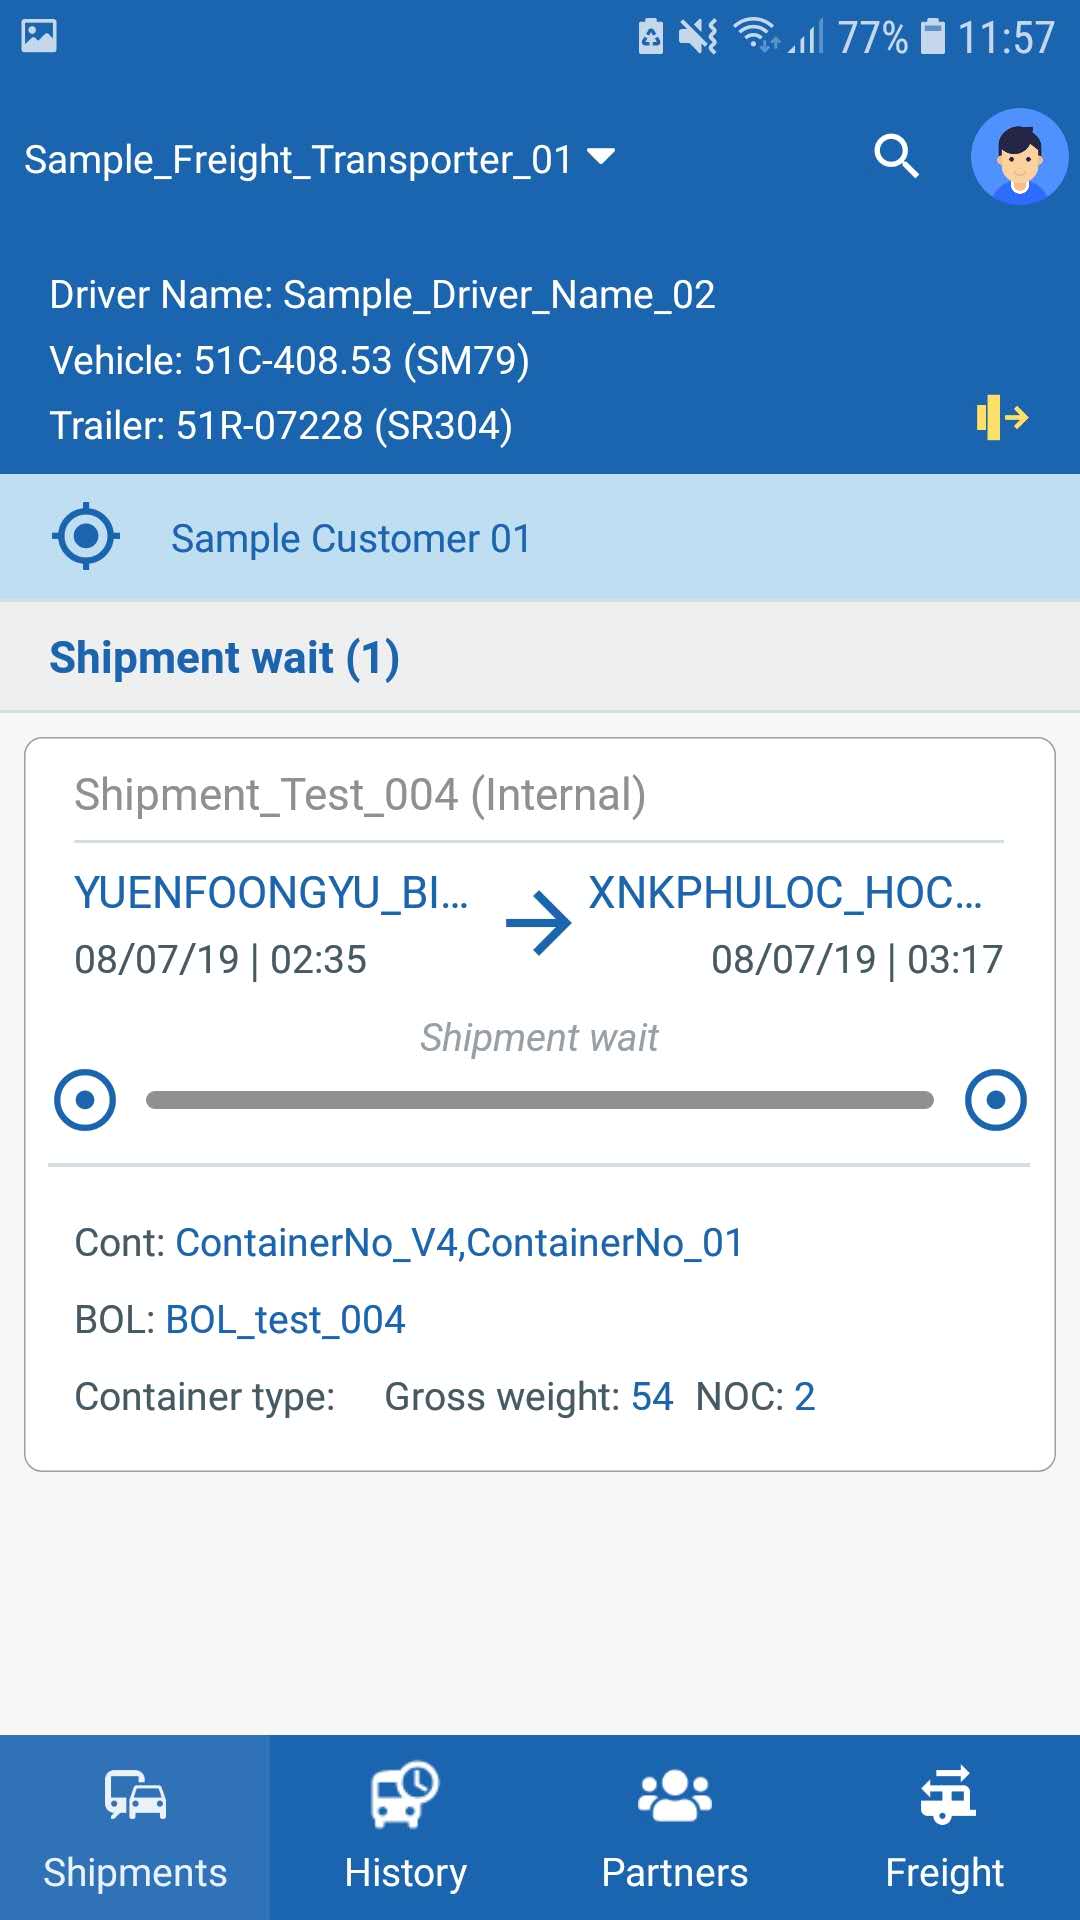 77% 11:57
Sample_Freight_Transporter_01
Driver Name: Sample_Driver_Name_02
Vehicle: 51C-408.53 (SM79)
Trailer: 51R-07228 (SR304)
Sample Customer 01
Shipment wait (1)
Shipment_Test_004 (Internal)
YUENFOONGYU_BI... XNKPHULOC_HOC...
08/07/19 | 02:35 08/07/19 | 03:17
Shipment wait
Cont: ContainerNo_V4,ContainerNo_01
BOL: BOL_test_004
Container type: Gross weight: 54 NOC: 2
Shipments History Partners Freight